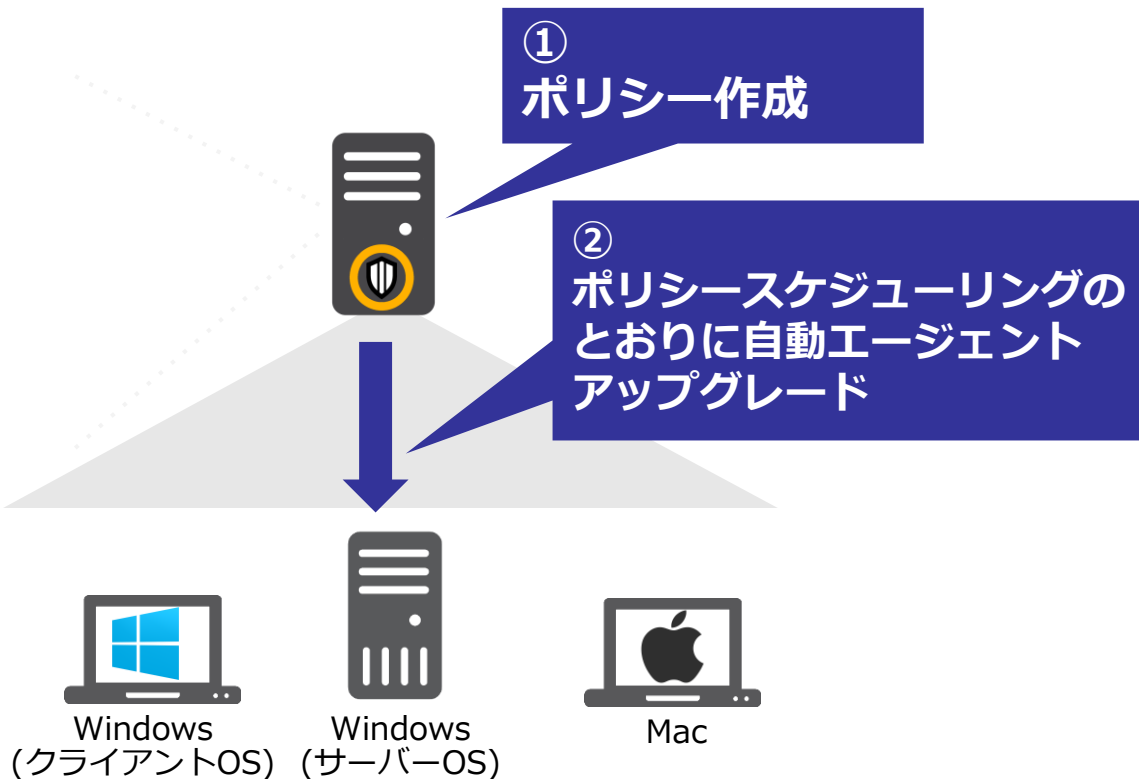 ①
ポリシー作成
②
ポリシースケジューリングの
とおりに自動エージェント
アップグレード
Windows
(クライアントOS)
Windows
(サーバーOS)
Mac